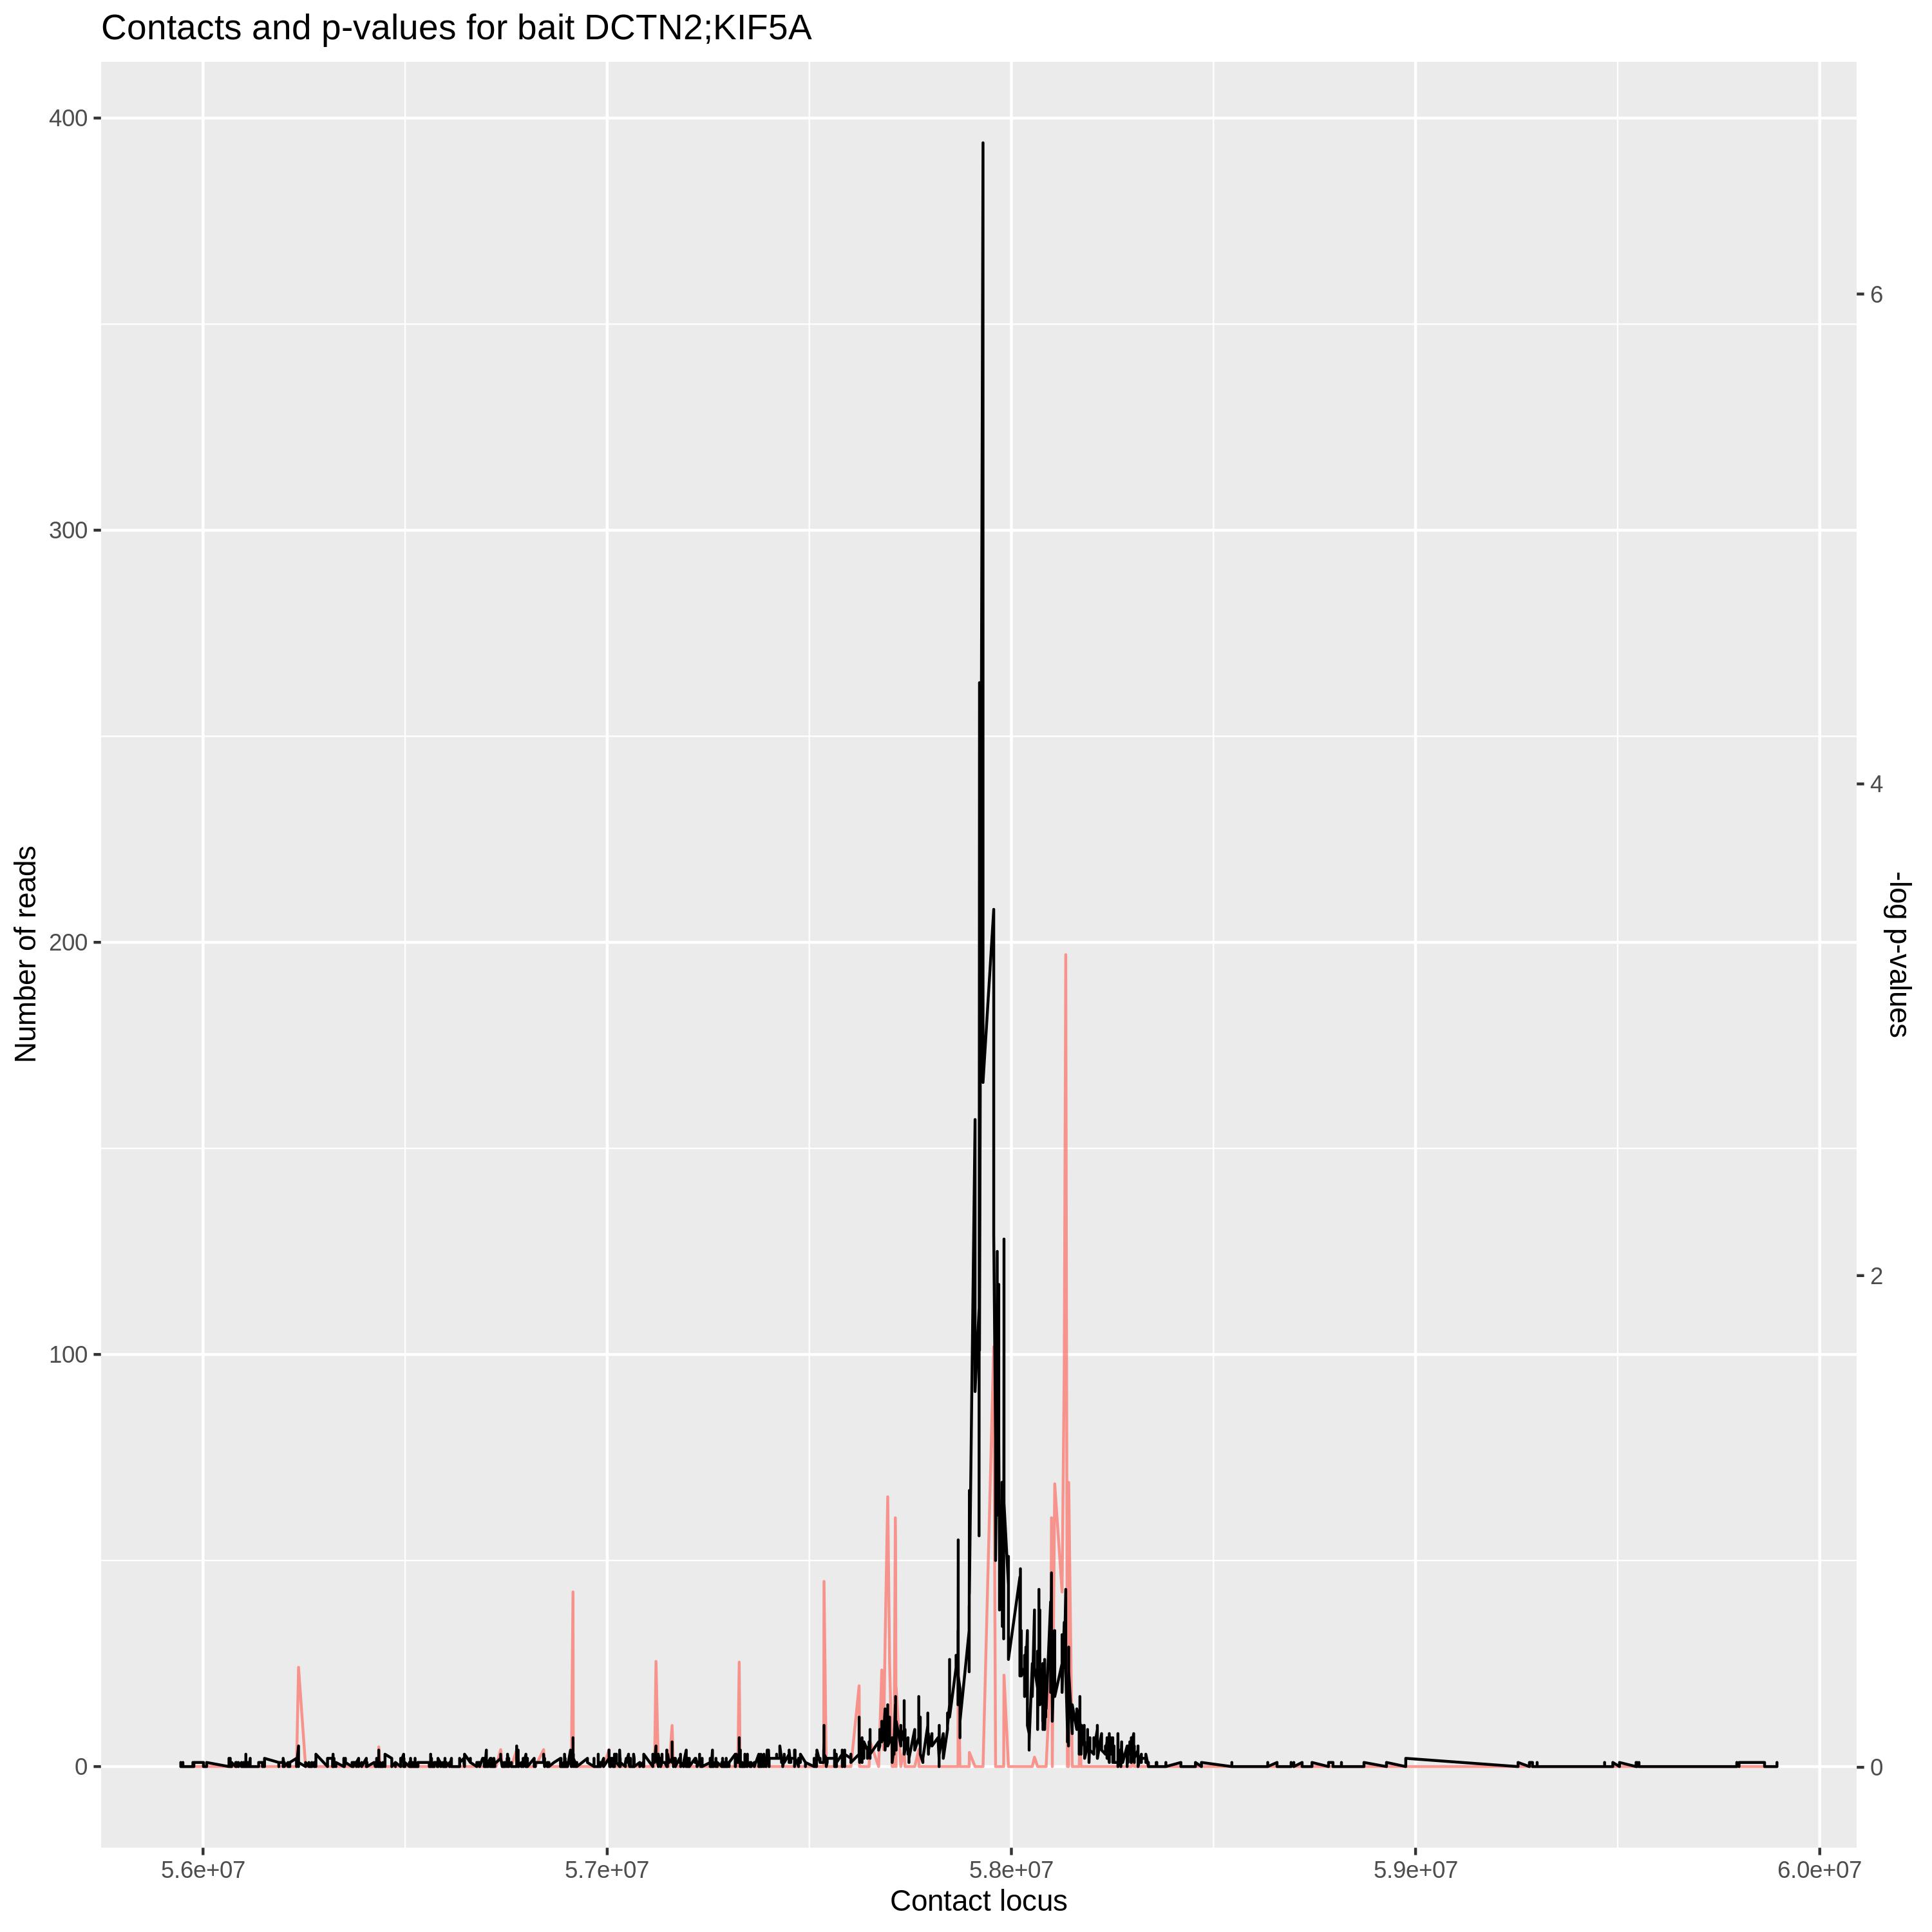 Contacts and p-values for bait DCTN2;KIF5A
400
300
200
100
0
Number of reads
6
4
2
0
-log p-values
5.6e+07
5.7e+07
5.8e+07
5.9e+07
6.0e+07
Contact locus